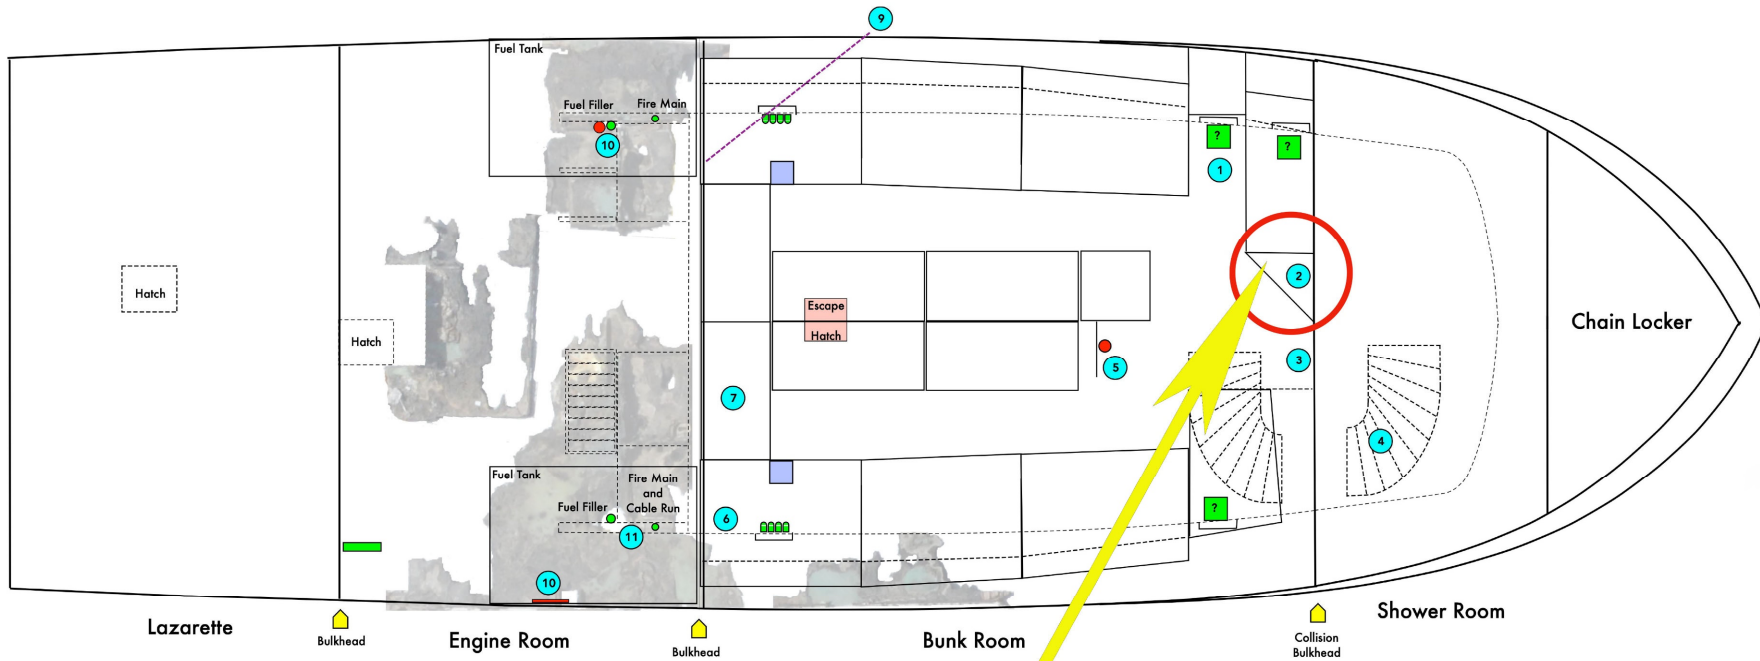 9
Fuel Tank
Fuel Filler
Fire Main
10
?
?
1
Hatch
Hatch
Escape
Hatch
2
3
Chain Locker
5
7
4
Fuel Tank
Fire Main
and
Cable Run
Fuel Filler
6
?
11
10
Lazarette
Bulkhead
Engine Room
Bulkhead
Bunk Room
Collision
Bulkhead
Shower Room